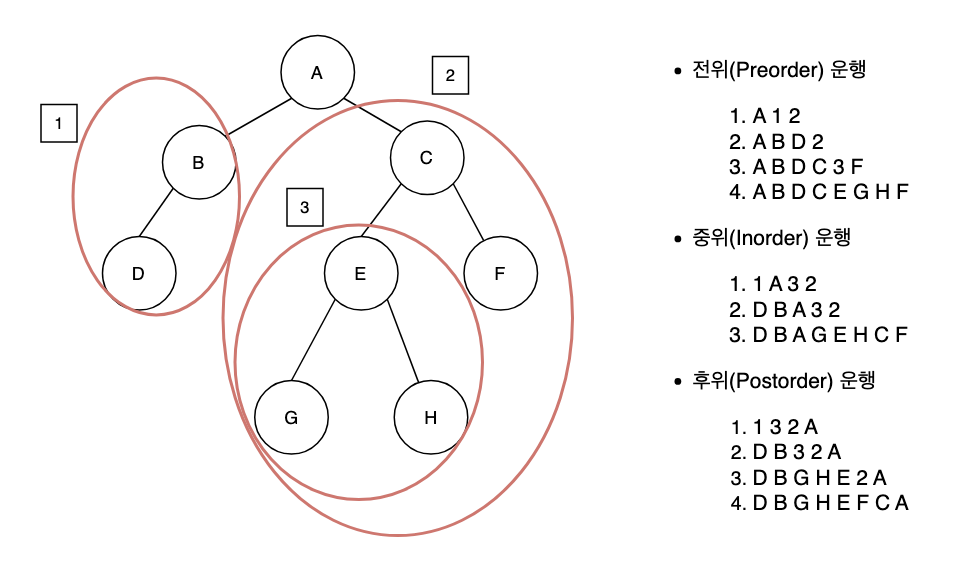 A
2
1
B
C
3
D
E
F
G
H
• 전위(Preorder) 운행
1. A 1 2
2. A B D 2
3. A B D C 3 F
4. A B D C E G H F
• 중위(Inorder) 운행
1. 1 A 3 2
2. D B A 3 2
3. D B A G E H C F
• 후위(Postorder) 운행
1. 1 3 2 A
2. D B 3 2 A
3. D B G H E 2 A
4. D B G H E F C A